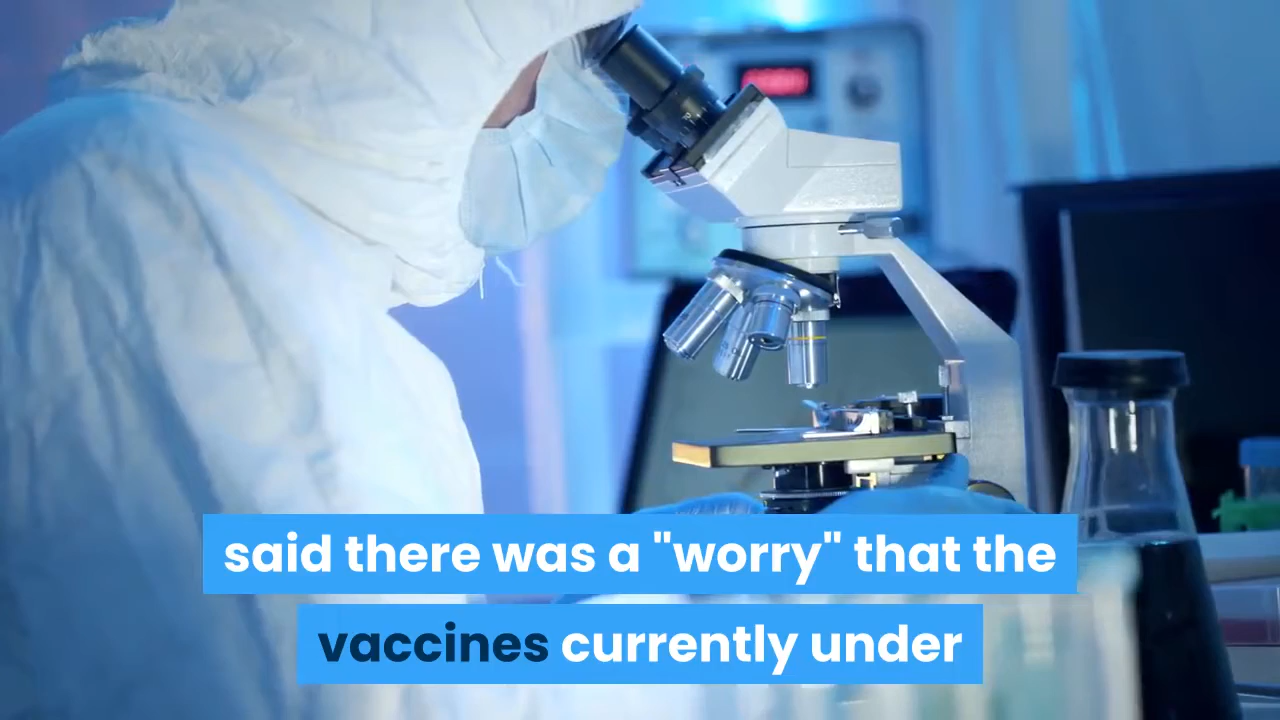 said there was a "worry" that the
vaccines currently under